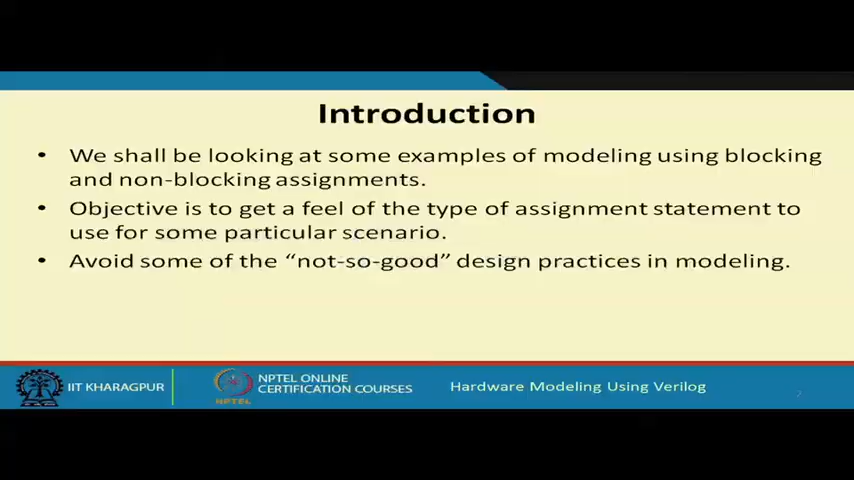 Introduction
• We shall be looking at some examples of modeling using blocking
and non-blocking assignments.
• Objective is to get a feel of the type of assignment statement to
use for some particular scenario.
• Avoid some of the “not-so-good” design practices in modeling.
IIT KHARAGPUR
NPTEL
NPTEL ONLINE
CERTIFICATION COURSES
Hardware Modeling Using Verilog